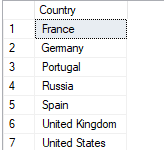 Country
1 France
2 Germany
3 Portugal
4 Russia
5 Spain
6 United Kingdom
7 United States